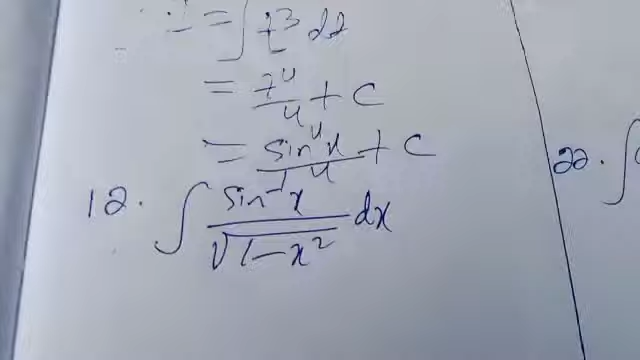 = ∫ t³ dt
= t⁴/4 + C
= sin⁴x/4 + C
12. ∫ sin⁻¹x/√(1-x²) dx
22. ∫